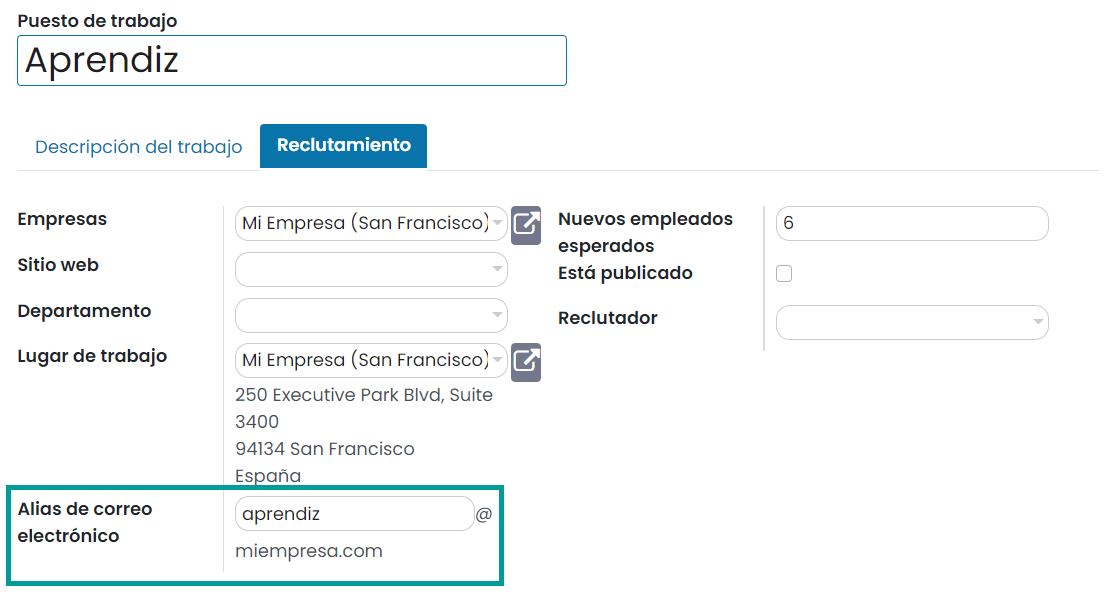 Puesto de trabajo
Aprendiz
Descripción del trabajo
Reclutamiento
Empresas
Mi Empresa (San Francisco)
Sitio web
Departamento
Lugar de trabajo
Mi Empresa (San Francisco)
250 Executive Park Blvd, Suite
3400
94134 San Francisco
España
Alias de correo
electrónico
aprendiz @
miempresa.com
Nuevos empleados
esperados
6
Está publicado
Reclutador